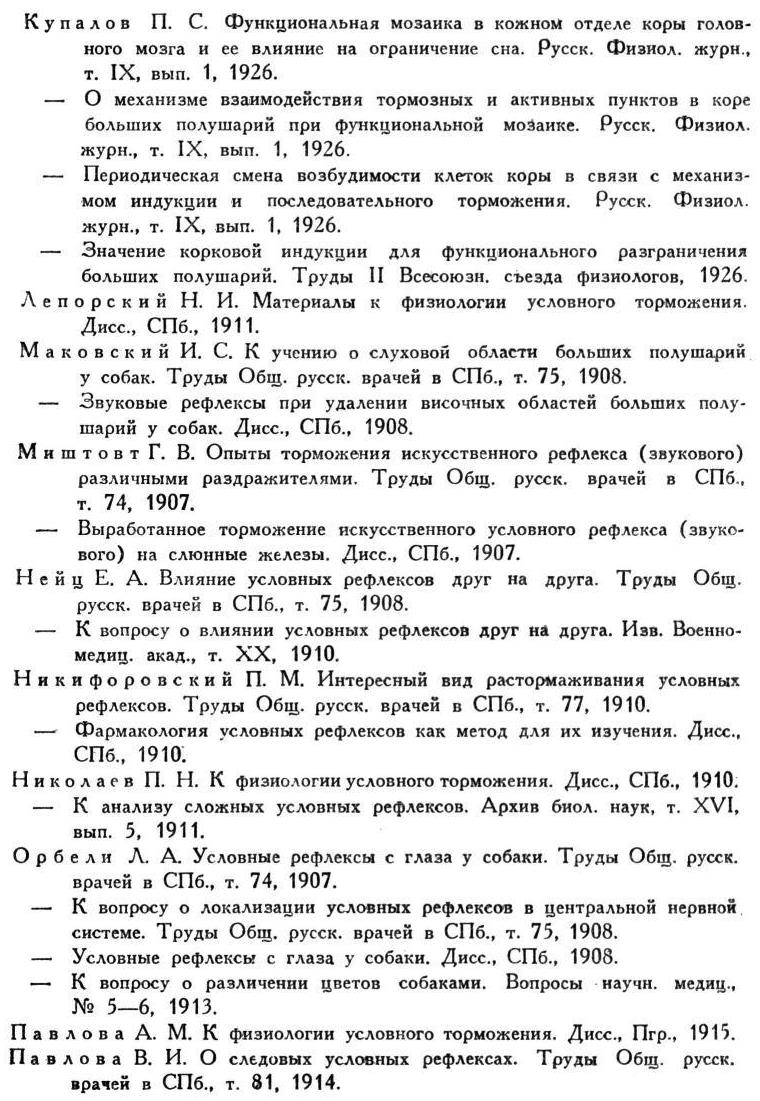 Купалов П. С. Функциональная мозаика в кожном отделе коры голов-
ного мозга и ее влияние на ограничение сна. Русск. Физиол. журн.,
т. IX, вып. 1, 1926.
— О механизме взаимодействия тормозных и активных пунктов в коре
больших полушарий при функциональной мозаике. Русск. Физиол.
журн., т. IX, вып. 1, 1926.
— Периодическая смена возбудимости клеток коры в связи с механиз-
мом индукции и последовательного торможения. Русск. Физиол.
журн., т. IX, вып. 1, 1926.
— Значение корковой индукции для функционального разграничения
больших полушарий. Труды II Всесоюзн. съезда физиологов, 1926.
Лепорский Н. И. Материалы к физиологии условного торможения.
Дисс., СПб., 1911.
Маковский И. С. К учению о слуховой области больших полушарий
у собак. Труды Общ. русск. врачей в СПб., т. 75, 1908.
— Звуковые рефлексы при удалении височных областей больших полу-
шарий у собак. Дисс., СПб., 1908.
Миштовт Г. В. Опыты торможения искусственного рефлекса (звукового)
различными раздражителями. Труды Общ. русск. врачей в СПб.,
т. 74, 1907.
— Выработанное торможение искусственного условного рефлекса (звуко-
вого) на слюнные железы. Дисс., СПб., 1907.
Нейц Е. А. Влияние условных рефлексов друг на друга. Труды Общ.
русск. врачей в СПб., т. 75, 1908.
— К вопросу о влиянии условных рефлексов друг на друга. Изв. Военно-
медиц. акад., т. XX, 1910.
Никифоровский П. М. Интересный вид растормаживания условных
рефлексов. Труды Общ. русск. врачей в СПб., т. 77, 1910.
— Фармакология условных рефлексов как метод для их изучения. Дисс.,
СПб., 1910.
Николаев П. Н. К физиологии условного торможения. Дисс., СПб., 1910.
— К анализу сложных условных рефлексов. Архив биол. наук, т. XVI,
вып. 5, 1911.
Орбели Л. А. Условные рефлексы с глаза у собаки. Труды Общ. русск.
врачей в СПб., т. 74, 1907.
— К вопросу о локализации условных рефлексов в центральной нервной
системе. Труды Общ. русск. врачей в СПб., т. 75, 1908.
— Условные рефлексы с глаза у собаки. Дисс., СПб., 1908.
— К вопросу о различении цветов собаками. Вопросы научн. медиц.,
№ 5—6, 1913.
Павлова А. М. К физиологии условного торможения. Дисс., Пгр., 1915.
Павлова В. И. О следовых условных рефлексах. Труды Общ. русск.
врачей в СПб., т. 81, 1914.